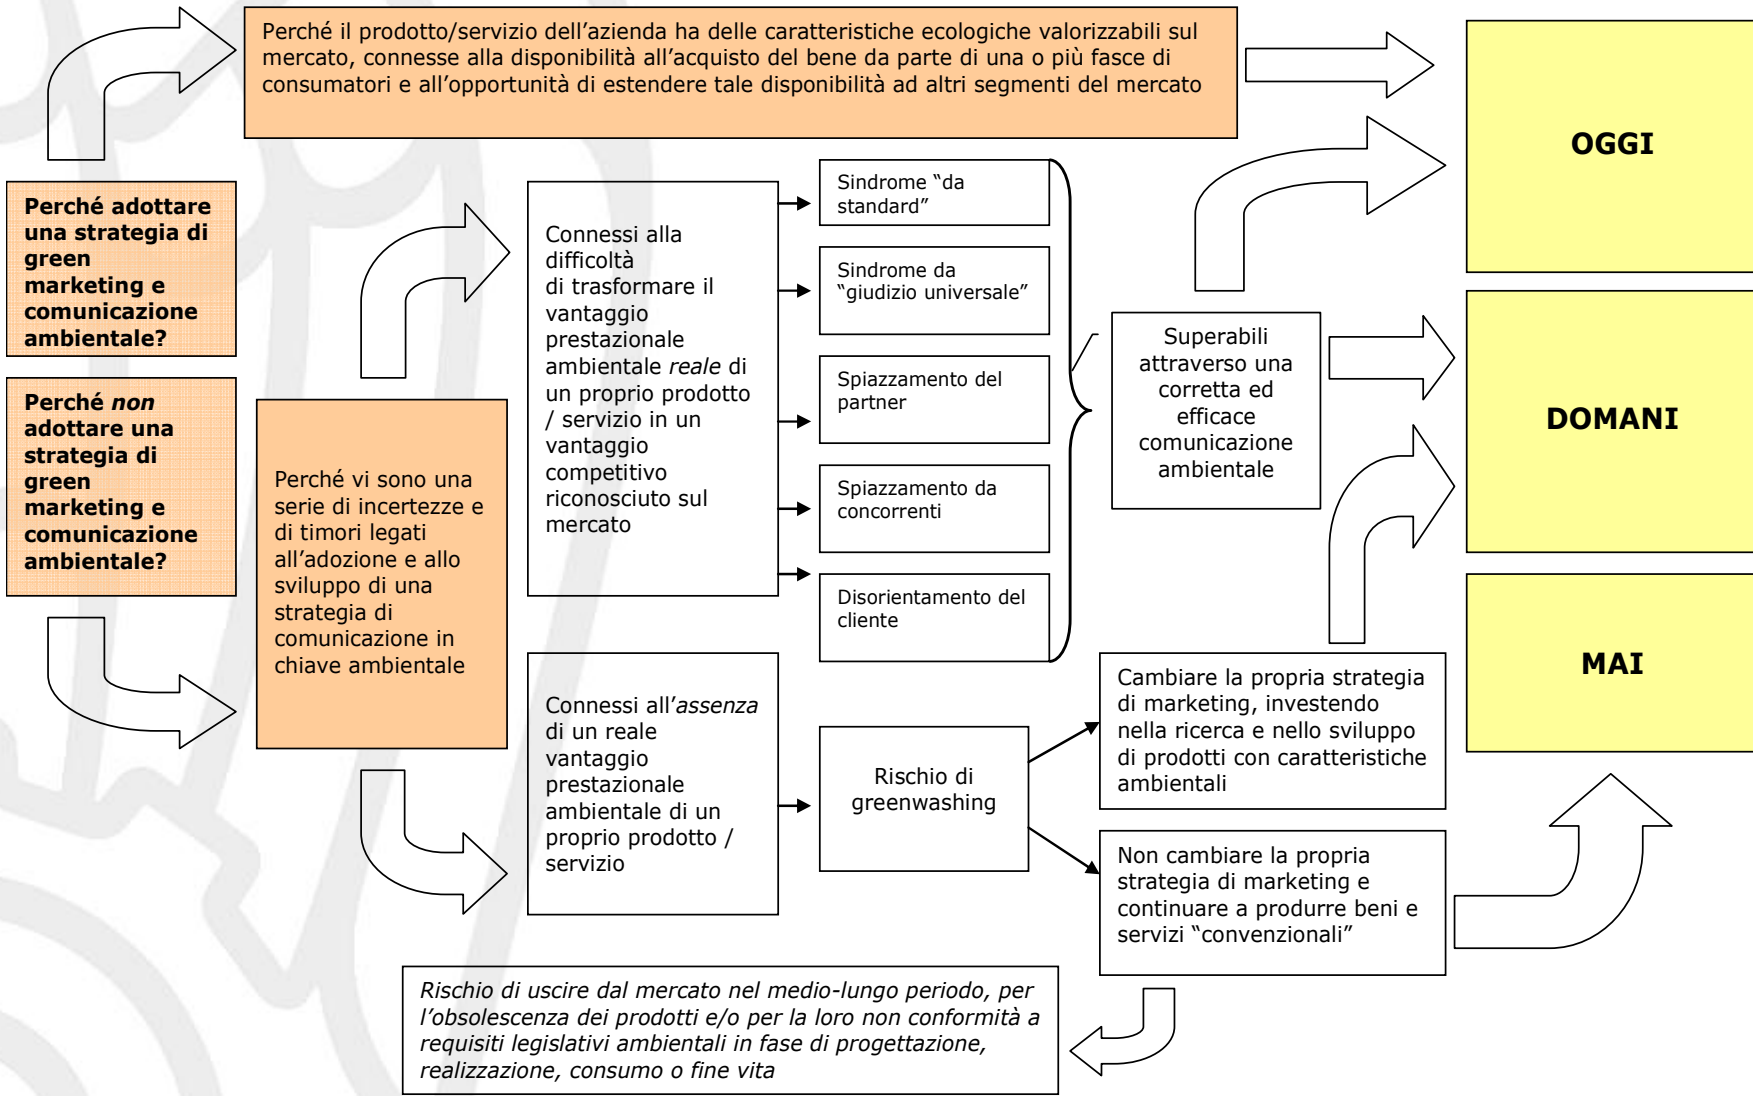 Perché il prodotto/servizio dell’azienda ha delle caratteristiche ecologiche valorizzabili sul
mercato, connesse alla disponibilità all’acquisto del bene da parte di una o più fasce di
consumatori e all’opportunità di estendere tale disponibilità ad altri segmenti del mercato
OGGI
Perché adottare
una strategia di
green
marketing e
comunicazione
ambientale?
Perché non
adottare una
strategia di
green
marketing e
comunicazione
ambientale?
Perché vi sono una
serie di incertezze e
di timori legati
all’adozione e allo
sviluppo di una
strategia di
comunicazione in
chiave ambientale
Connessi alla
difficoltà
di trasformare il
vantaggio
prestazionale
ambientale reale di
un proprio prodotto
/ servizio in un
vantaggio
competitivo
riconosciuto sul
mercato
Sindrome “da
standard”
Sindrome da
“giudizio universale”
Spiazzamento del
partner
Spiazzamento da
concorrenti
Disorientamento del
cliente
Superabili
attraverso una
corretta ed
efficace
comunicazione
ambientale
DOMANI
MAI
Connessi all’assenza
di un reale
vantaggio
prestazionale
ambientale di un
proprio prodotto /
servizio
Rischio di
greenwashing
Cambiare la propria strategia
di marketing, investendo
nella ricerca e nello sviluppo
di prodotti con caratteristiche
ambientali
Non cambiare la propria
strategia di marketing e
continuare a produrre beni e
servizi “convenzionali”
Rischio di uscire dal mercato nel medio-lungo periodo, per
l’obsolescenza dei prodotti e/o per la loro non conformità a
requisiti legislativi ambientali in fase di progettazione,
realizzazione, consumo o fine vita